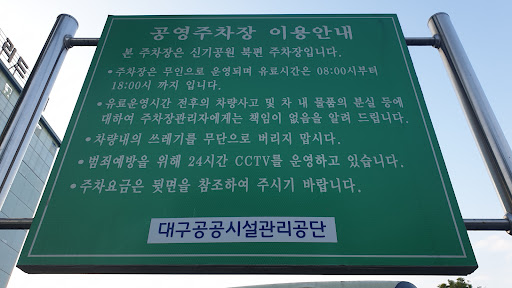 공영주차장 이용안내
본 주차장은 신기공원 북편 주차장입니다.
•주차장은 무인으로 운영되며 유료시간은 08:00시부터
18:00시 까지 입니다.
•유료운영시간 전후의 차량사고 및 차 내 물품의 분실 등에
대하여 주차장관리자에게는 책임이 없음을 알려 드립니다.
•차량내의 쓰레기를 무단으로 버리지 맙시다.
•범죄예방을 위해 24시간 CCTV를 운영하고 있습니다.
•주차요금은 뒷면을 참조하여 주시기 바랍니다.
대구공공시설관리공단